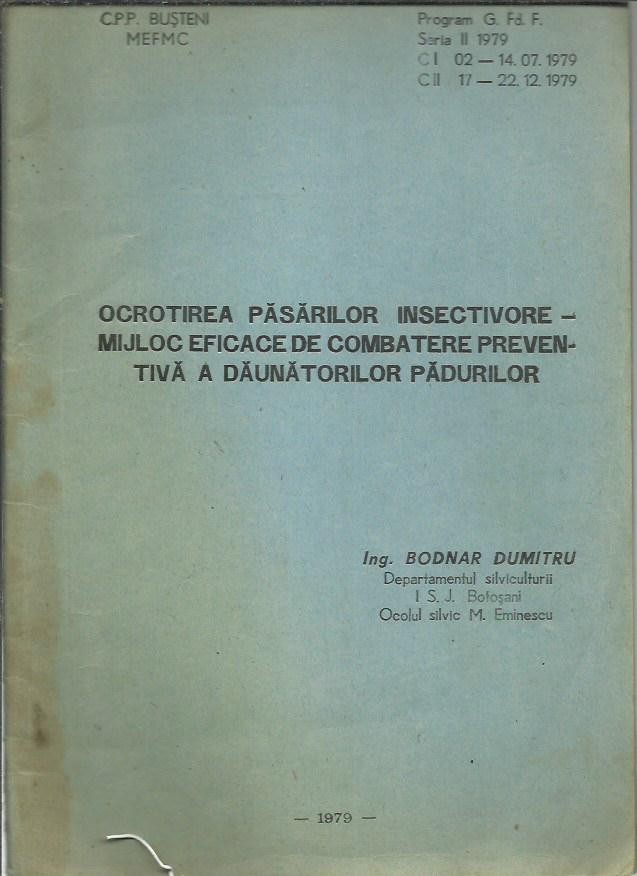 C.P.P. BUŞTENI
MEFMC
Program G. Fd. F.
Seria II 1979
C I 02 — 14. 07. 1979
C II 17 — 22. 12. 1979
OCROTIREA PĂSĂRILOR INSECTIVORE —
MIJLOC EFICACE DE COMBATERE PREVEN-
TIVĂ A DĂUNĂTORILOR PĂDURILOR
Ing. BODNAR DUMITRU
Departamentul silviculturii
I S. J. Botoşani
Ocolul silvic M. Eminescu
— 1979 —